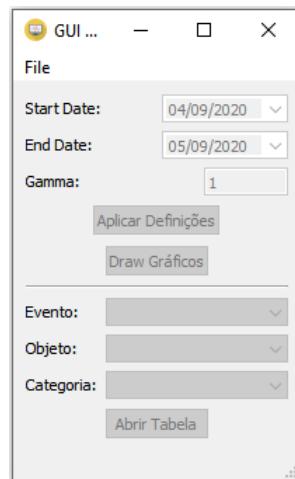 GUI ...
File
Start Date: 04/09/2020
End Date: 05/09/2020
Gamma: 1
Aplicar Definições
Draw Gráficos
Evento:
Objeto:
Categoria:
Abrir Tabela